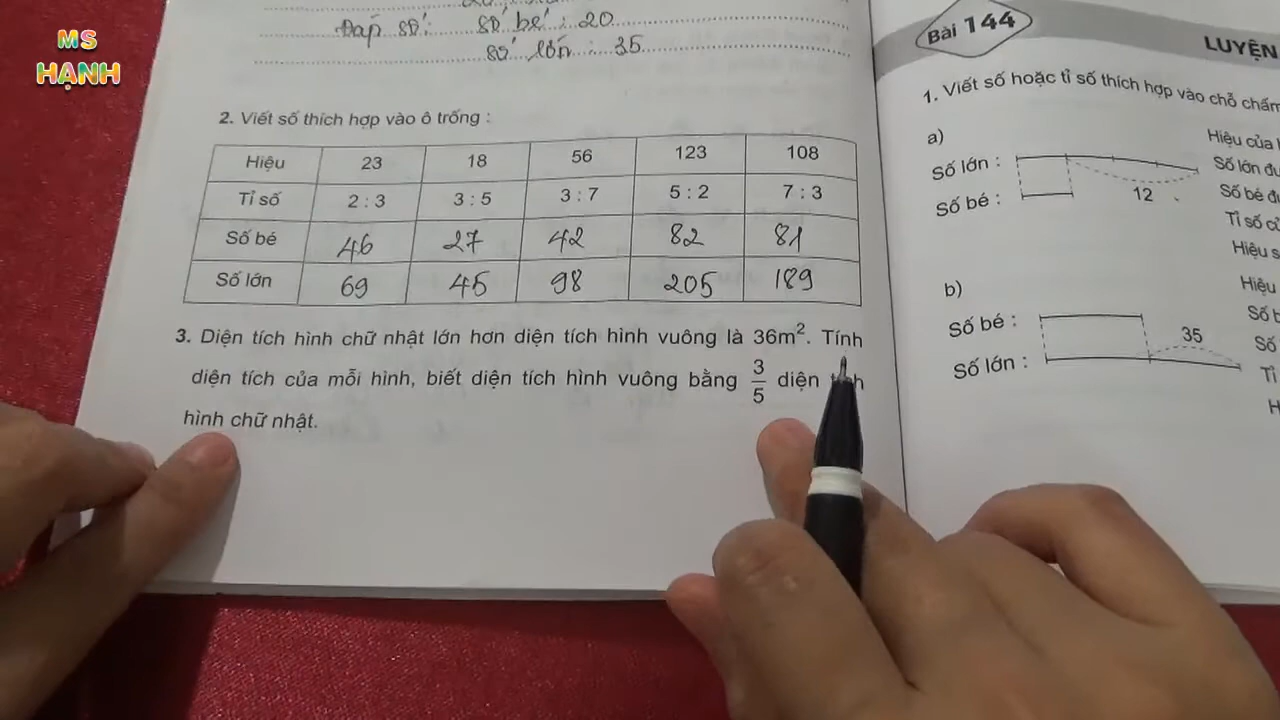 MS
HẠNH
Đáp số: số bé : 20
số lớn : 35
2. Viết số thích hợp vào ô trống :
Hiệu 23 18 56 123 108
Tỉ số 2 : 3 3 : 5 3 : 7 5 : 2 7 : 3
Số bé 46 27 42 82 81
Số lớn 69 45 98 205 189
3. Diện tích hình chữ nhật lớn hơn diện tích hình vuông là 36m². Tính
diện tích của mỗi hình, biết diện tích hình vuông bằng 3/5 diện
hình chữ nhật.
Bài 144
LUYỆN
1. Viết số hoặc tỉ số thích hợp vào chỗ chấm
a)
Hiệu của
Số lớn :
Số lớn
Số bé : 12
Số bé
Tỉ số
Hiệu
b)
Hiệu
Số bé :
Số
35
Số
Số lớn :